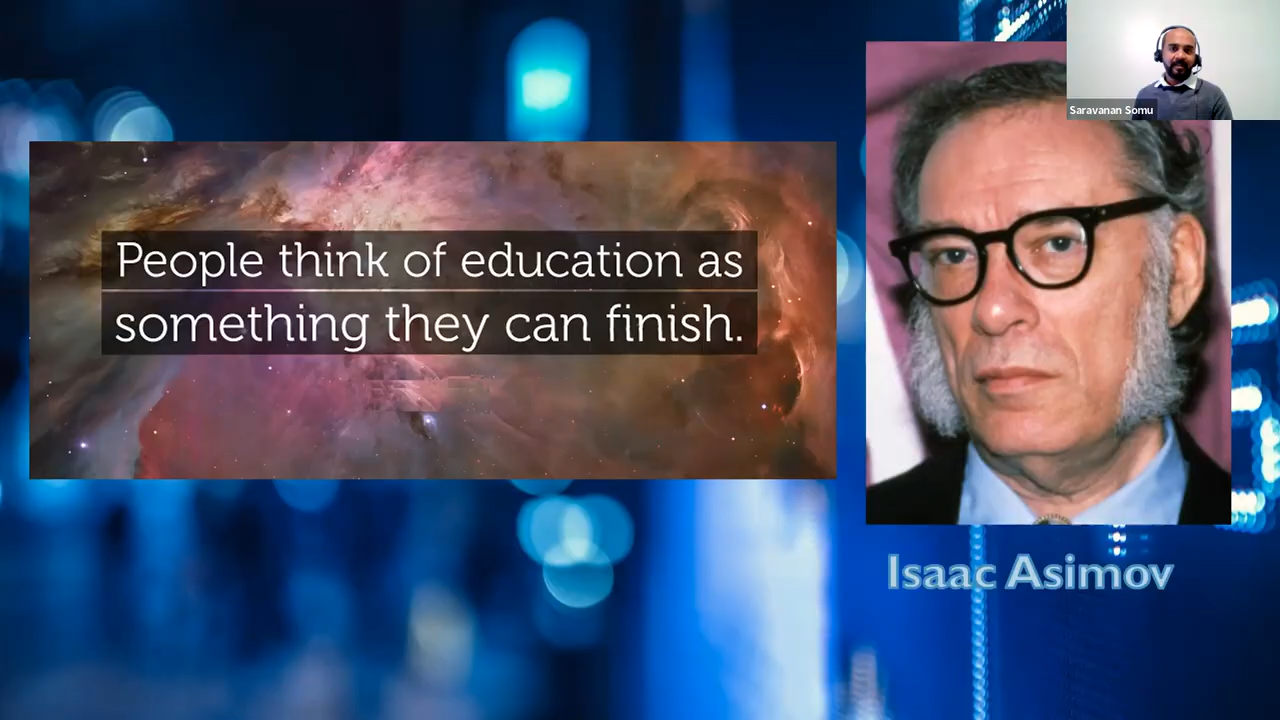 Saravanan Somu
People think of education as
something they can finish.
Isaac Asimov